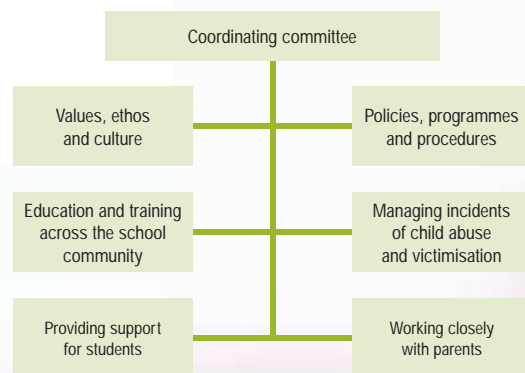 Coordinating committee
Values, ethos
and culture
Policies, programmes
and procedures
Education and training
across the school
community
Managing incidents
of child abuse
and victimisation
Providing support
for students
Working closely
with parents